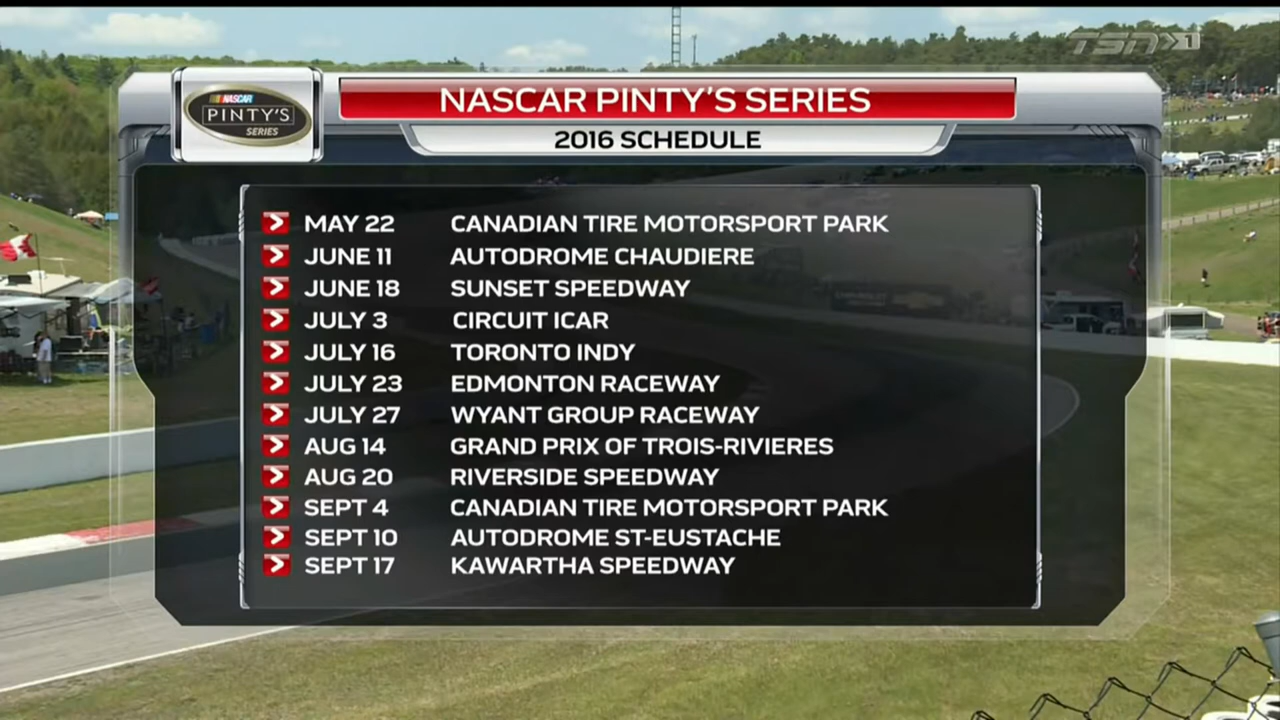 TSN 1
NASCAR PINTY'S SERIES
NASCAR
PINTY'S
SERIES
2016 SCHEDULE
MAY 22 CANADIAN TIRE MOTORSPORT PARK
JUNE 11 AUTODROME CHAUDIERE
JUNE 18 SUNSET SPEEDWAY
JULY 3 CIRCUIT ICAR
JULY 16 TORONTO INDY
JULY 23 EDMONTON RACEWAY
JULY 27 WYANT GROUP RACEWAY
AUG 14 GRAND PRIX OF TROIS-RIVIERES
AUG 20 RIVERSIDE SPEEDWAY
SEPT 4 CANADIAN TIRE MOTORSPORT PARK
SEPT 10 AUTODROME ST-EUSTACHE
SEPT 17 KAWARTHA SPEEDWAY